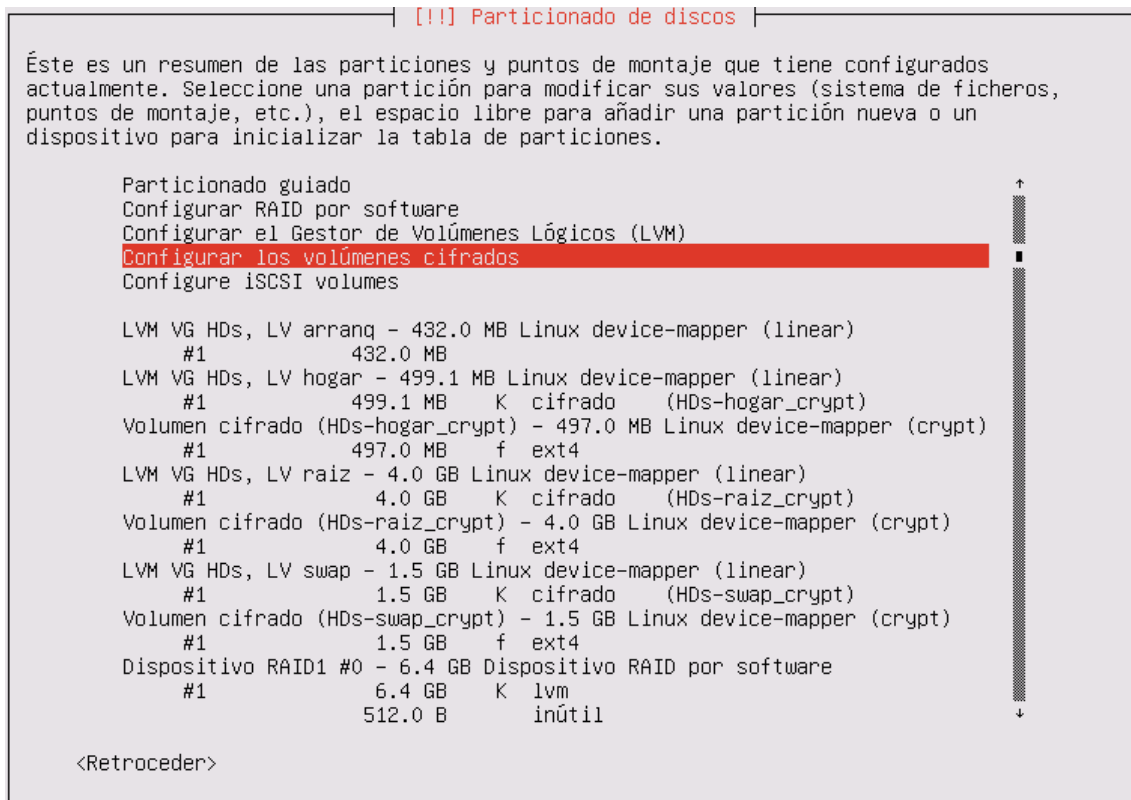 [!!] Particionado de discos
Éste es un resumen de las particiones y puntos de montaje que tiene configurados
actualmente. Seleccione una partición para modificar sus valores (sistema de ficheros,
puntos de montaje, etc.), el espacio libre para añadir una partición nueva o un
dispositivo para inicializar la tabla de particiones.
Particionado guiado
Configurar RAID por software
Configurar el Gestor de Volúmenes Lógicos (LVM)
Configurar los volúmenes cifrados
Configure iSCSI volumes
LVM VG HDs, LV arranq - 432.0 MB Linux device-mapper (linear)
#1 432.0 MB
LVM VG HDs, LV hogar - 499.1 MB Linux device-mapper (linear)
#1 499.1 MB K cifrado (HDs-hogar_crypt)
Volumen cifrado (HDs-hogar_crypt) - 497.0 MB Linux device-mapper (crypt)
#1 497.0 MB f ext4
LVM VG HDs, LV raiz - 4.0 GB Linux device-mapper (linear)
#1 4.0 GB K cifrado (HDs-raiz_crypt)
Volumen cifrado (HDs-raiz_crypt) - 4.0 GB Linux device-mapper (crypt)
#1 4.0 GB f ext4
LVM VG HDs, LV swap - 1.5 GB Linux device-mapper (linear)
#1 1.5 GB K cifrado (HDs-swap_crypt)
Volumen cifrado (HDs-swap_crypt) - 1.5 GB Linux device-mapper (crypt)
#1 1.5 GB f ext4
Dispositivo RAID1 #0 - 6.4 GB Dispositivo RAID por software
#1 6.4 GB K lvm
512.0 B inútil
<Retroceder>